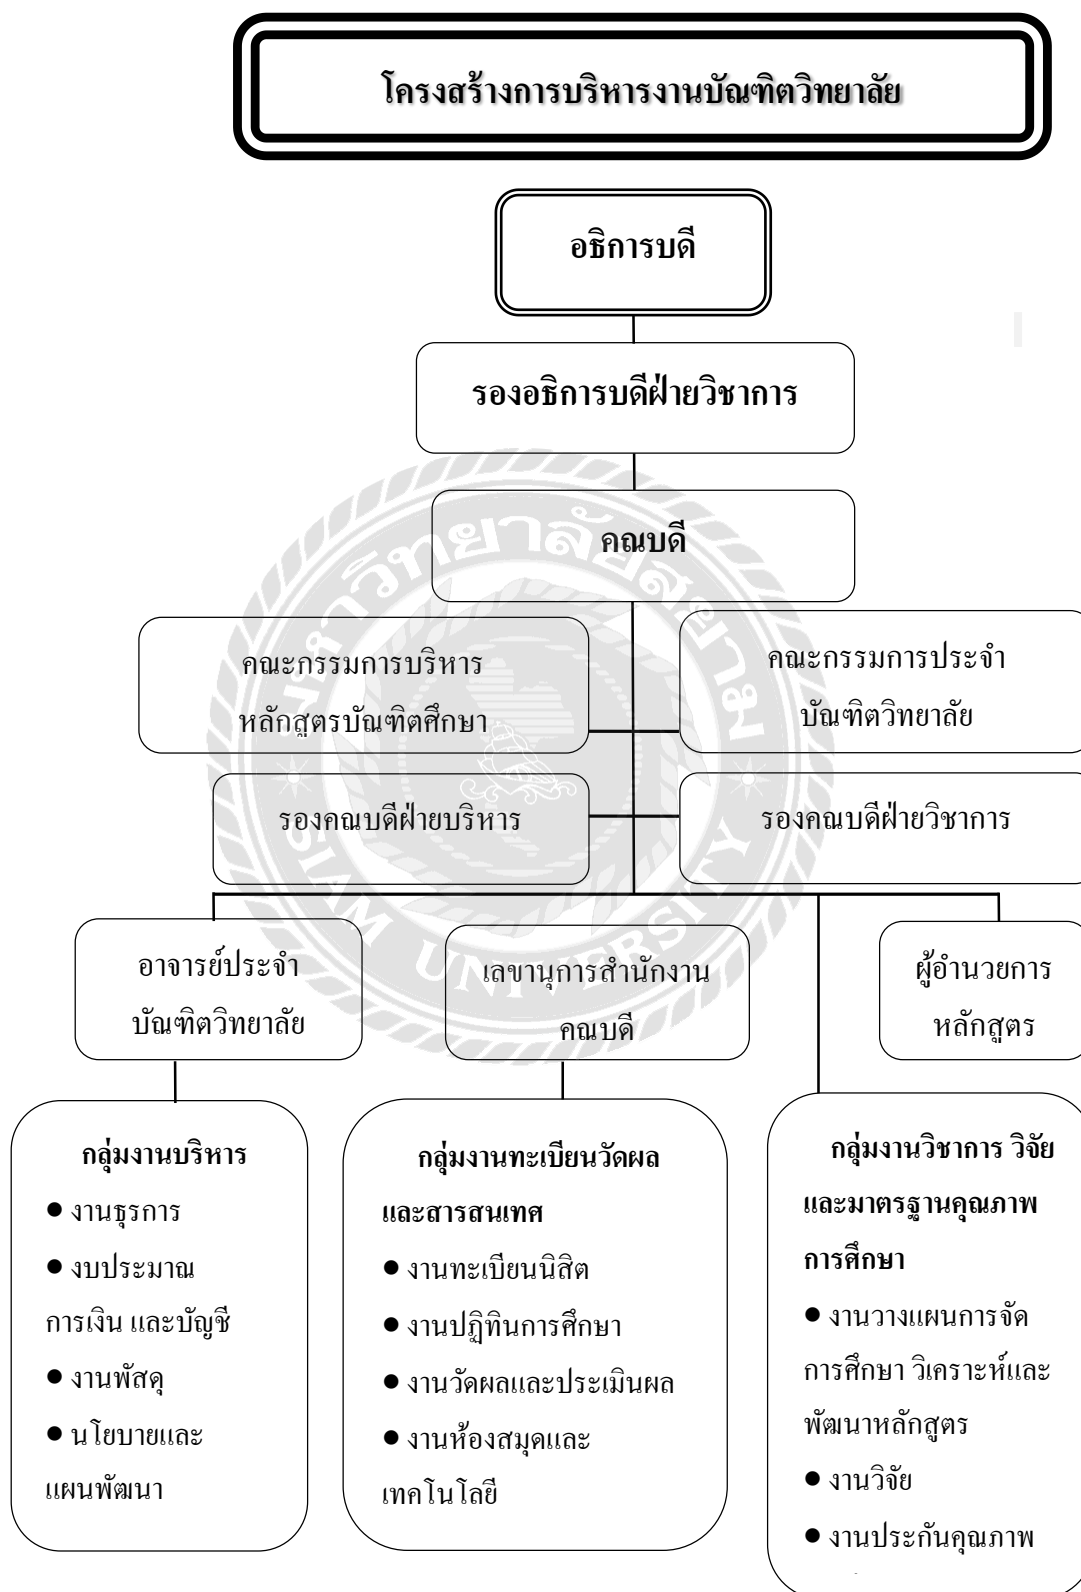 โครงสร้างการบริหารงานบัณฑิตวิทยาลัย
อธิการบดี
รองอธิการบดีฝ่ายวิชาการ
คณบดี
คณะกรรมการบริหาร
หลักสูตรบัณฑิตศึกษา
คณะกรรมการประจำ
บัณฑิตวิทยาลัย
รองคณบดีฝ่ายบริหาร
รองคณบดีฝ่ายวิชาการ
อาจารย์ประจำ
บัณฑิตวิทยาลัย
เลขานุการสำนักงาน
คณบดี
ผู้อำนวยการ
หลักสูตร
กลุ่มงานบริหาร
● งานธุรการ
● งบประมาณ
การเงิน และบัญชี
● งานพัสดุ
● นโยบายและ
แผนพัฒนา
กลุ่มงานทะเบียนวัดผล
และสารสนเทศ
● งานทะเบียนนิสิต
● งานปฏิทินการศึกษา
● งานวัดผลและประเมินผล
● งานห้องสมุดและ
เทคโนโลยี
กลุ่มงานวิชาการ วิจัย
และมาตรฐานคุณภาพ
การศึกษา
● งานวางแผนการจัด
การศึกษา วิเคราะห์และ
พัฒนาหลักสูตร
● งานวิจัย
● งานประกันคุณภาพ
มหาวิทยาลัยสยาม
SIAM UNIVERSITY